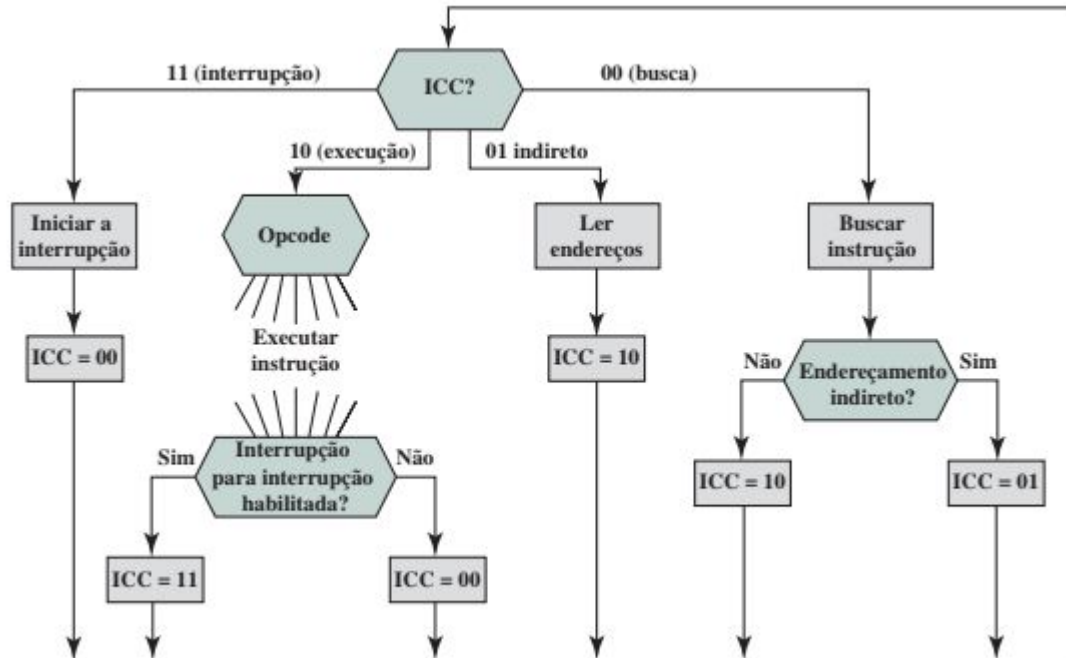 11 (interrupção)
ICC?
00 (busca)
10 (execução)
01 indireto
Iniciar a
interrupção
Opcode
Ler
endereços
Buscar
instrução
ICC = 00
Executar
instrução
ICC = 10
Não
Endereçamento
indireto?
Sim
Sim
Interrupção
para interrupção
habilitada?
Não
ICC = 10
ICC = 01
ICC = 11
ICC = 00